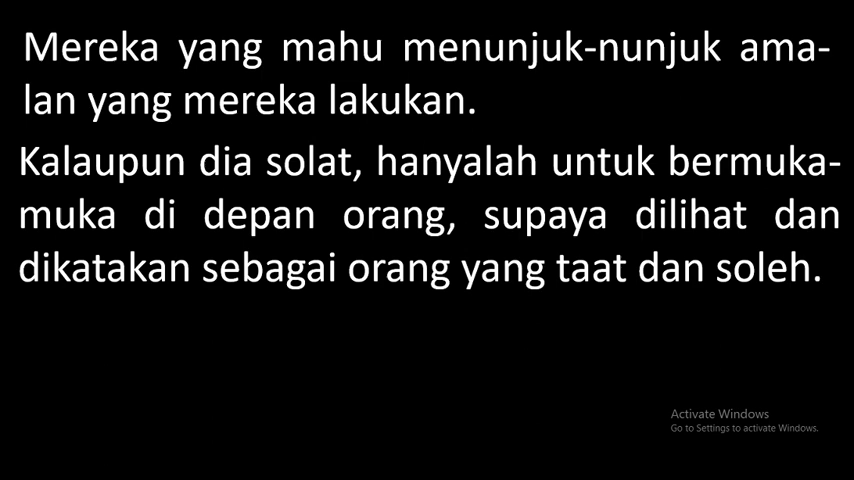 Mereka yang mahu menunjuk-nunjuk ama-
lan yang mereka lakukan.
Kalaupun dia solat, hanyalah untuk bermuka-
muka di depan orang, supaya dilihat dan
dikatakan sebagai orang yang taat dan soleh.
Activate Windows
Go to Settings to activate Windows.